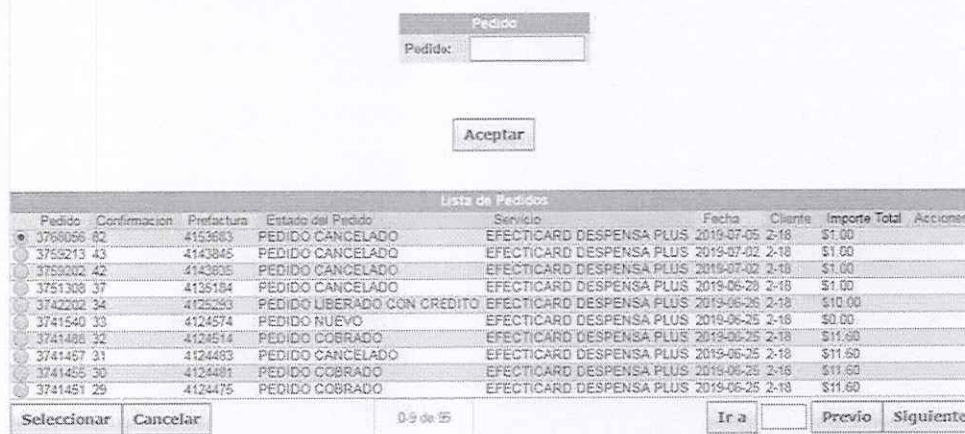 Pedido
Pedido:
Aceptar
Lista de Pedidos
Pedido Confirmacion Prefactura Estado del Pedido Servicio Fecha Cliente Importe Total Acciones
3768056 82 4153683 PEDIDO CANCELADO EFECTICARD DESPENSA PLUS 2019-07-05 2-18 $1.00
3759213 43 4143845 PEDIDO CANCELADO EFECTICARD DESPENSA PLUS 2019-07-02 2-18 $1.00
3759202 42 4143835 PEDIDO CANCELADO EFECTICARD DESPENSA PLUS 2019-07-02 2-18 $1.00
3751308 37 4135184 PEDIDO CANCELADO EFECTICARD DESPENSA PLUS 2019-06-28 2-18 $1.00
3742202 34 4125293 PEDIDO LIBERADO CON CREDITO EFECTICARD DESPENSA PLUS 2019-06-26 2-18 $10.00
3741540 33 4124574 PEDIDO NUEVO EFECTICARD DESPENSA PLUS 2019-06-25 2-18 $0.00
3741486 32 4124514 PEDIDO COBRADO EFECTICARD DESPENSA PLUS 2019-06-25 2-18 $11.60
3741457 31 4124483 PEDIDO CANCELADO EFECTICARD DESPENSA PLUS 2019-06-25 2-18 $11.60
3741455 30 4124481 PEDIDO COBRADO EFECTICARD DESPENSA PLUS 2019-06-25 2-18 $11.60
3741451 29 4124475 PEDIDO COBRADO EFECTICARD DESPENSA PLUS 2019-06-25 2-18 $11.60
Seleccionar Cancelar 0-9 de 95 Ir a Previo Siguiente